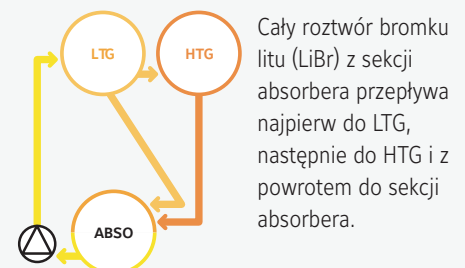 LTG
HTG
ABSO
Cały roztwór bromku
litu (LiBr) z sekcji
absorbera przepływa
najpierw do LTG,
następnie do HTG i z
powrotem do sekcji
absorbera.